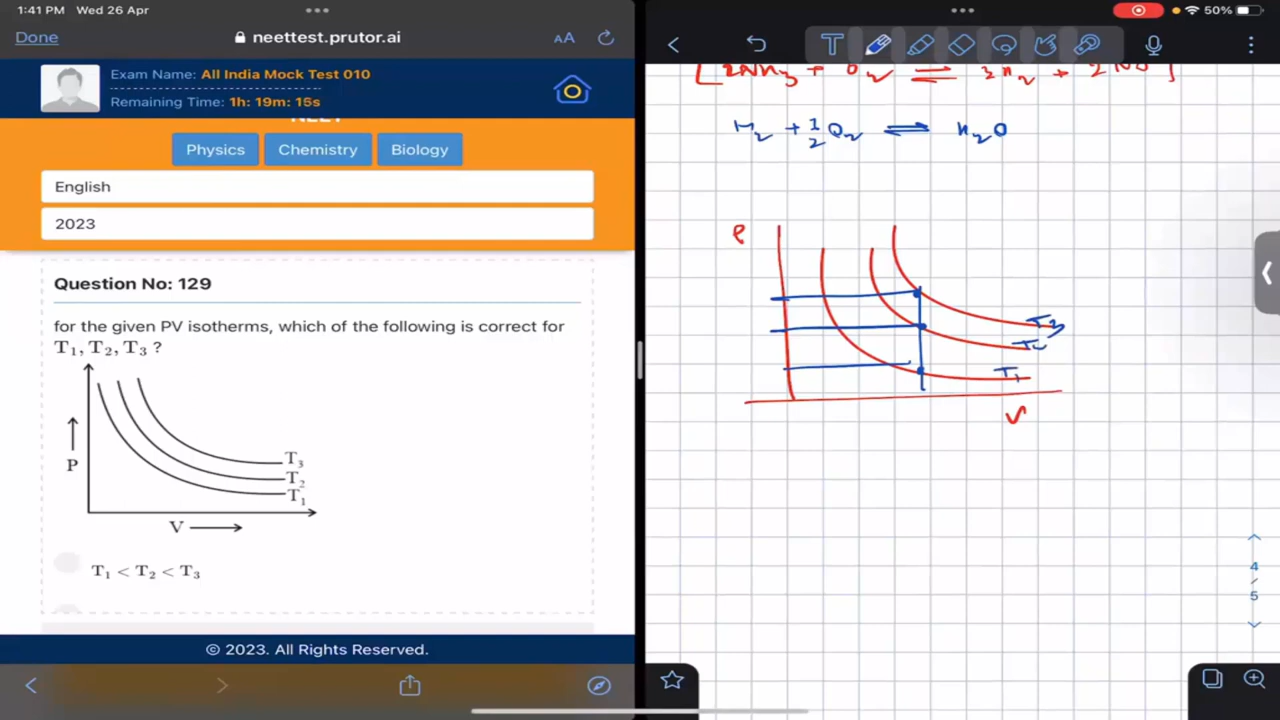 1:41 PM Wed 26 Apr
50%
Done
neettest.prutor.ai
AA
Exam Name: All India Mock Test 010
Remaining Time: 1h: 19m: 15s
NEET
Physics Chemistry Biology
English
2023
Question No: 129
for the given PV isotherms, which of the following is correct for
T₁, T₂, T₃ ?
P
T₃
T₂
T₁
V
T₁ < T₂ < T₃
© 2023. All Rights Reserved.
T
H₂ + 1/2 O₂ ⇌ H₂O
P
T₃
T₂
T₁
V
4
/
5